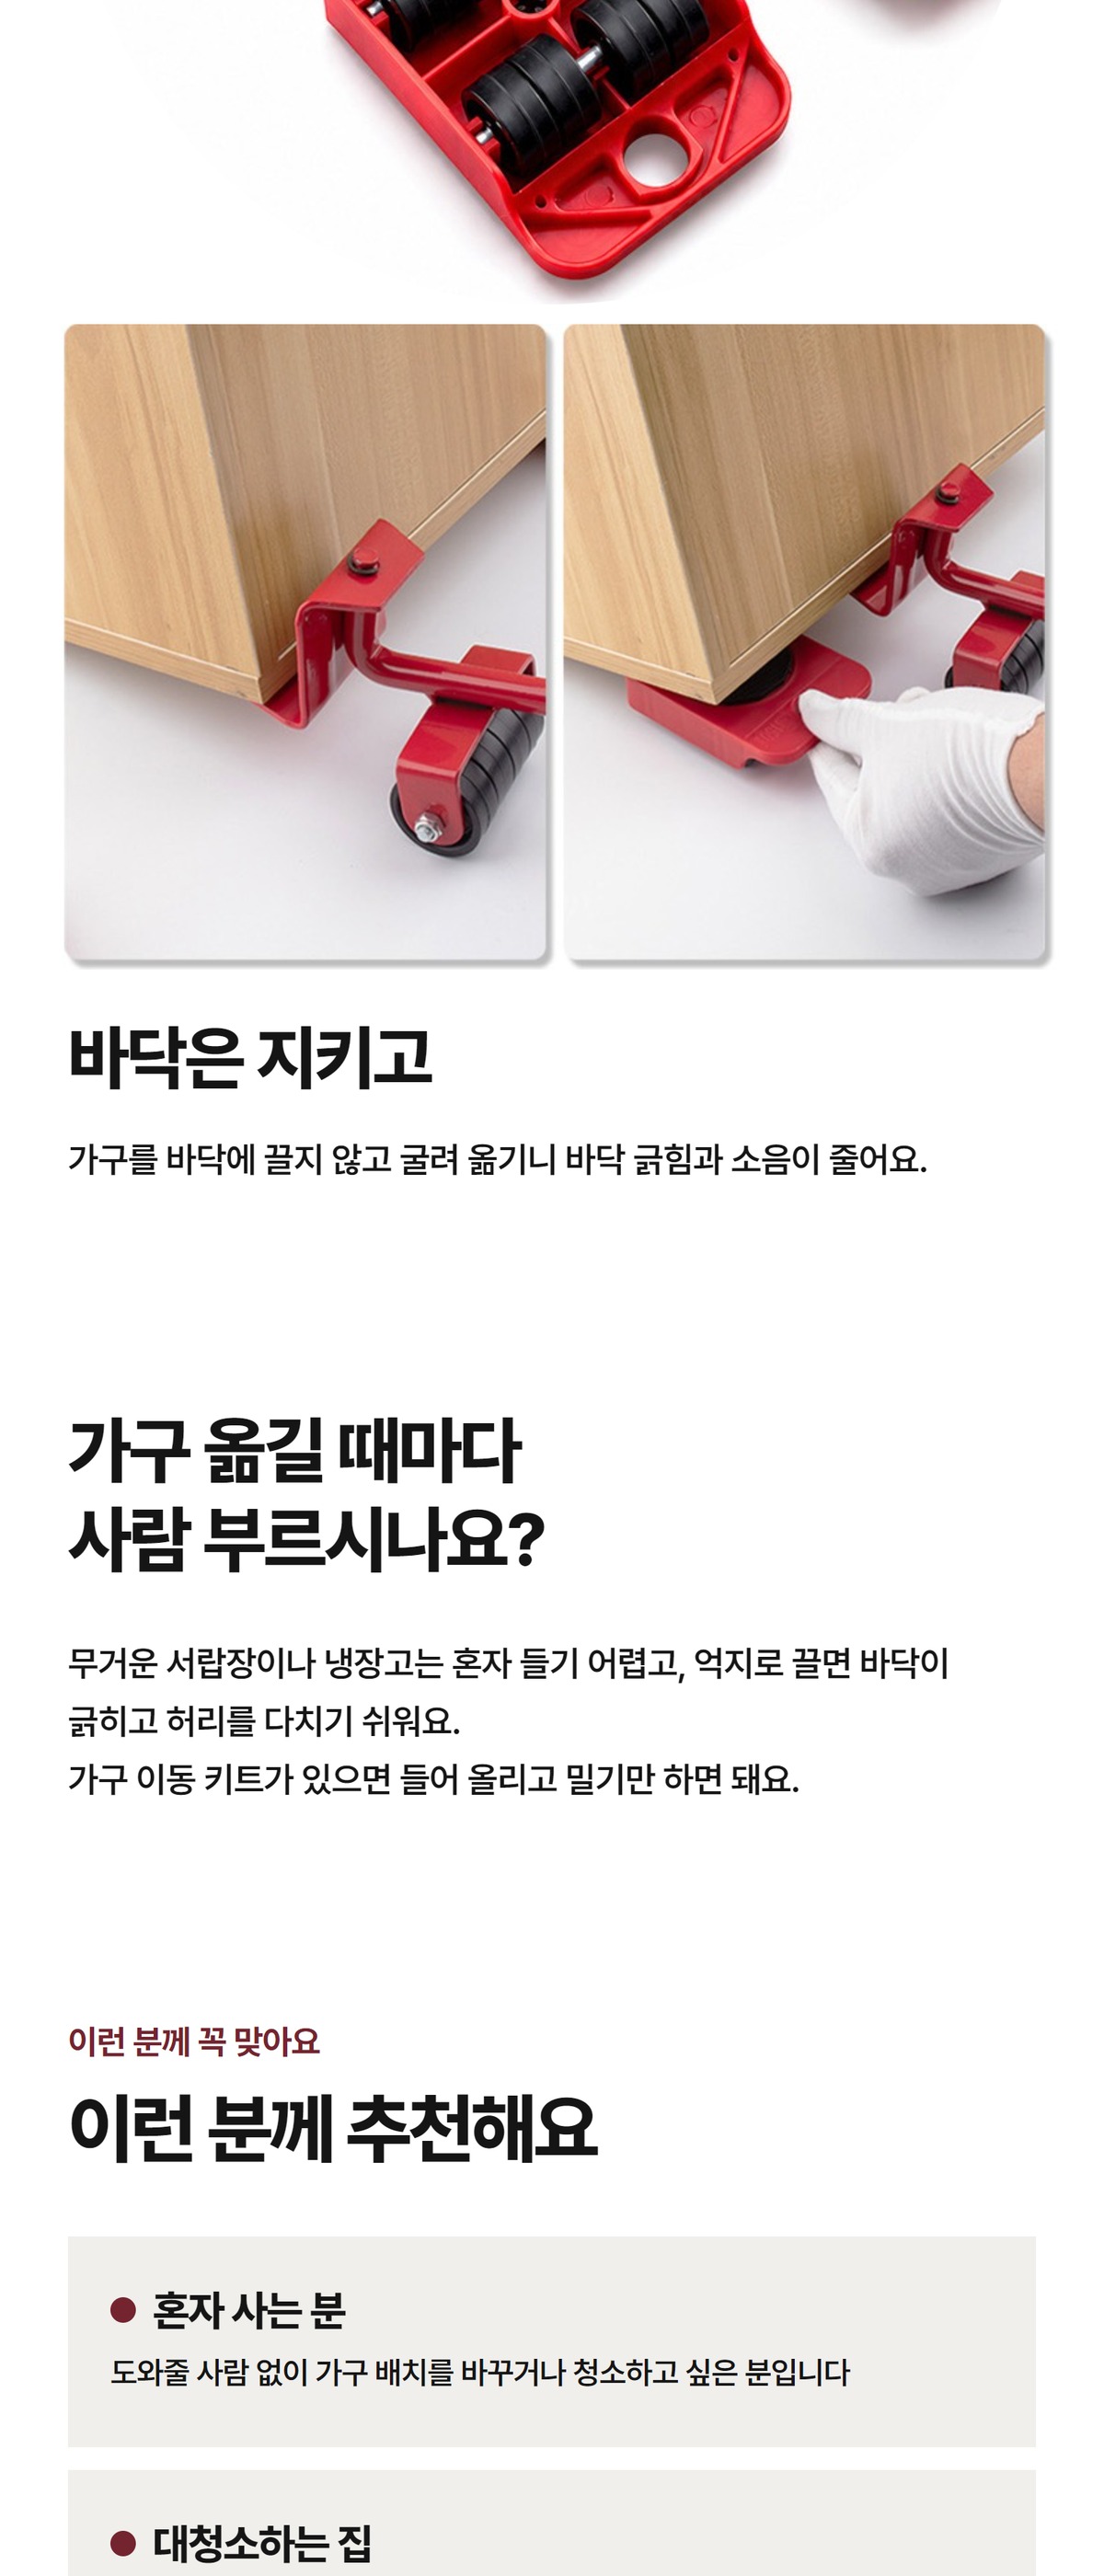 바닥은 지키고
가구를 바닥에 끌지 않고 굴려 옮기니 바닥 긁힘과 소음이 줄어요.
가구 옮길 때마다
사람 부르시나요?
무거운 서랍장이나 냉장고는 혼자 들기 어렵고, 억지로 끌면 바닥이
긁히고 허리를 다치기 쉬워요.
가구 이동 키트가 있으면 들어 올리고 밀기만 하면 돼요.
이런 분께 꼭 맞아요
이런 분께 추천해요
혼자 사는 분
도와줄 사람 없이 가구 배치를 바꾸거나 청소하고 싶은 분입니다
대청소하는 집